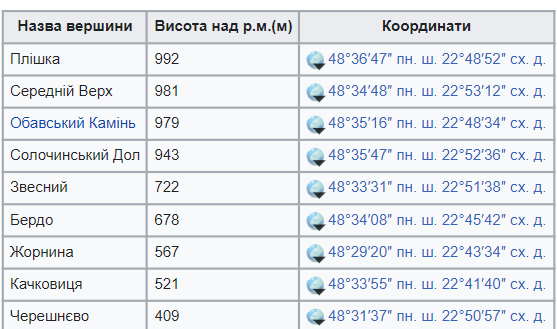 Назва вершини Висота над р.м.(м) Координати
Плішка 992 48°36′47″ пн. ш. 22°48′52″ сх. д.
Середній Верх 981 48°34′48″ пн. ш. 22°53′12″ сх. д.
Обавський Камінь 979 48°35′16″ пн. ш. 22°48′34″ сх. д.
Солочинський Дол 943 48°35′47″ пн. ш. 22°52′36″ сх. д.
Звесний 722 48°33′31″ пн. ш. 22°51′38″ сх. д.
Бердо 678 48°34′08″ пн. ш. 22°45′42″ сх. д.
Жорнина 567 48°29′20″ пн. ш. 22°43′34″ сх. д.
Качковиця 521 48°33′55″ пн. ш. 22°41′40″ сх. д.
Черешнєво 409 48°31′37″ пн. ш. 22°50′57″ сх. д.